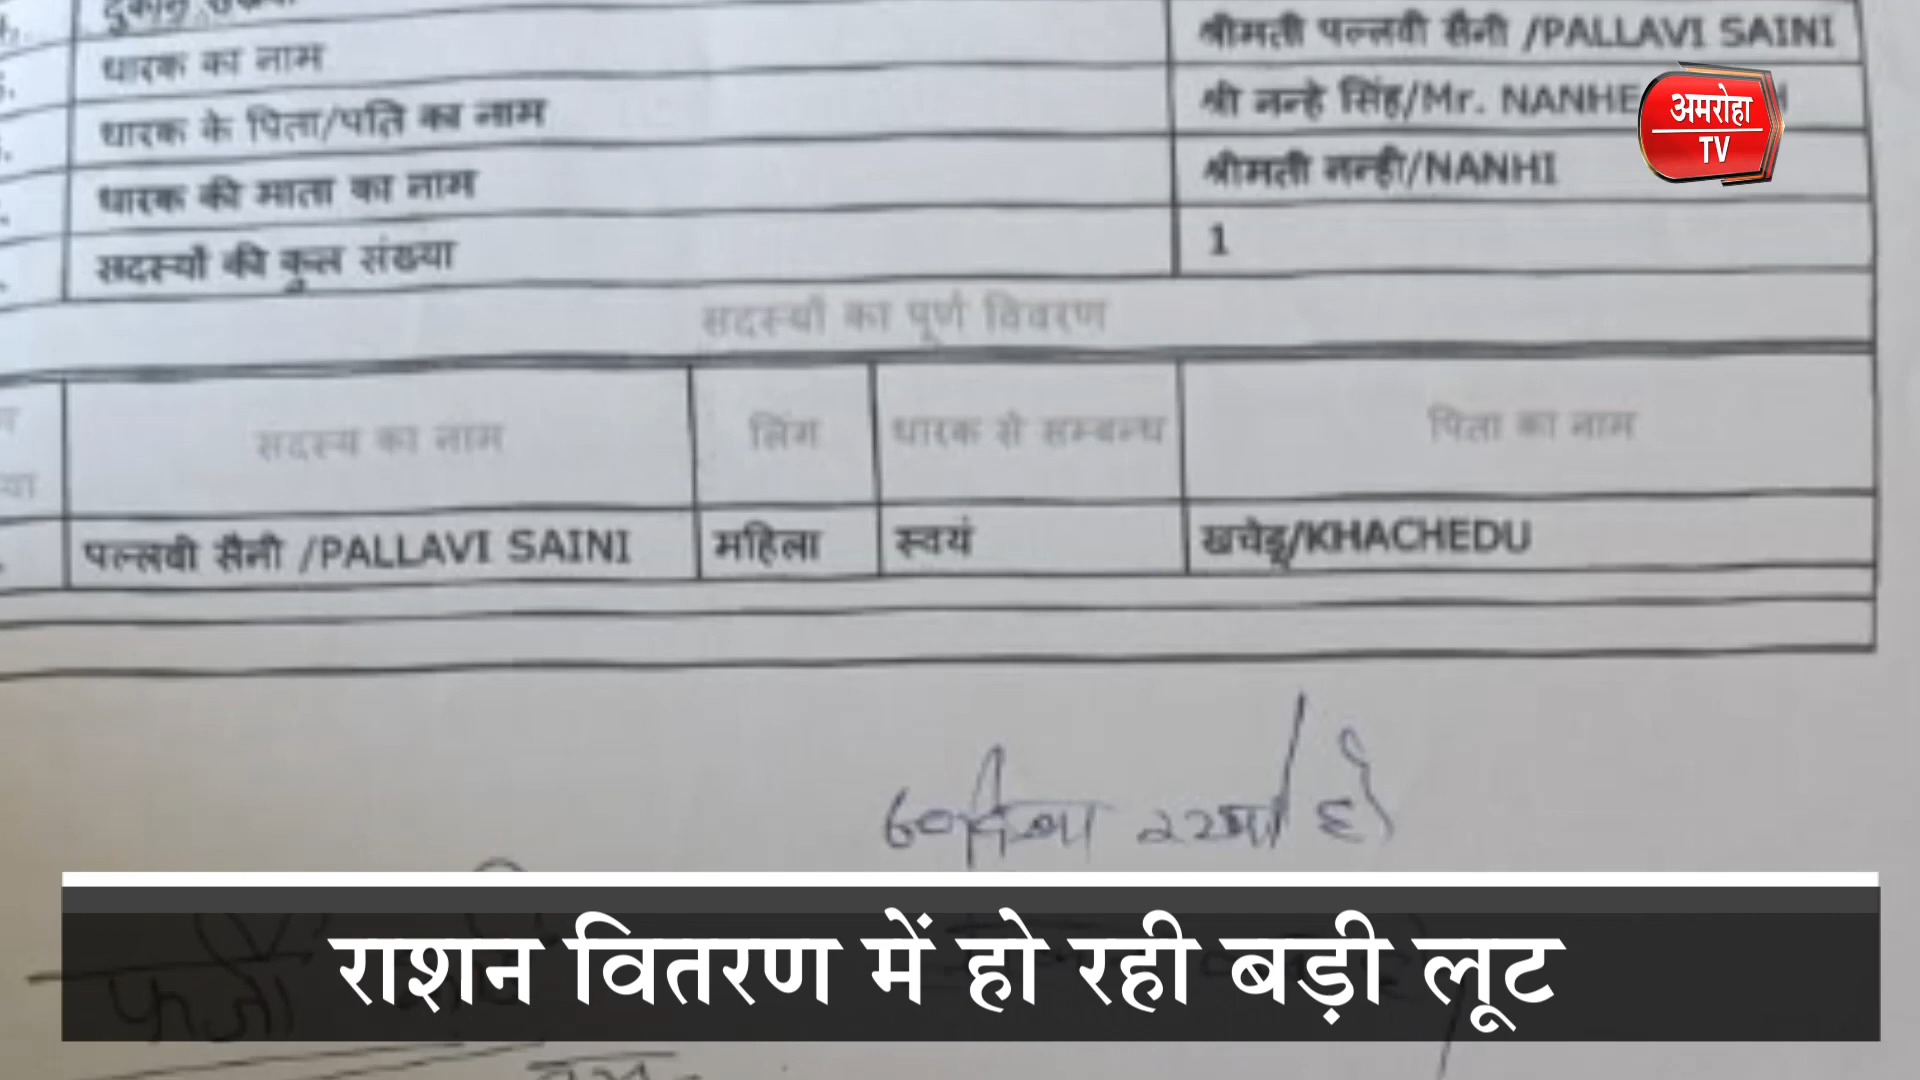 दुकान संख्या
श्रीमती पल्लवी सैनी /PALLAVI SAINI
धारक का नाम
श्री नन्हे सिंह/Mr. NANHE
धारक के पिता/पति का नाम
श्रीमती नन्ही/NANHI
धारक की माता का नाम
1
सदस्यों की कुल संख्या
अमरोहा
TV
सदस्यों का पूर्ण विवरण
सदस्य का नाम लिंग धारक से सम्बन्ध पिता का नाम
पल्लवी सैनी /PALLAVI SAINI महिला स्वयं खचेडू/KHACHEDU
राशन वितरण में हो रही बड़ी लूट